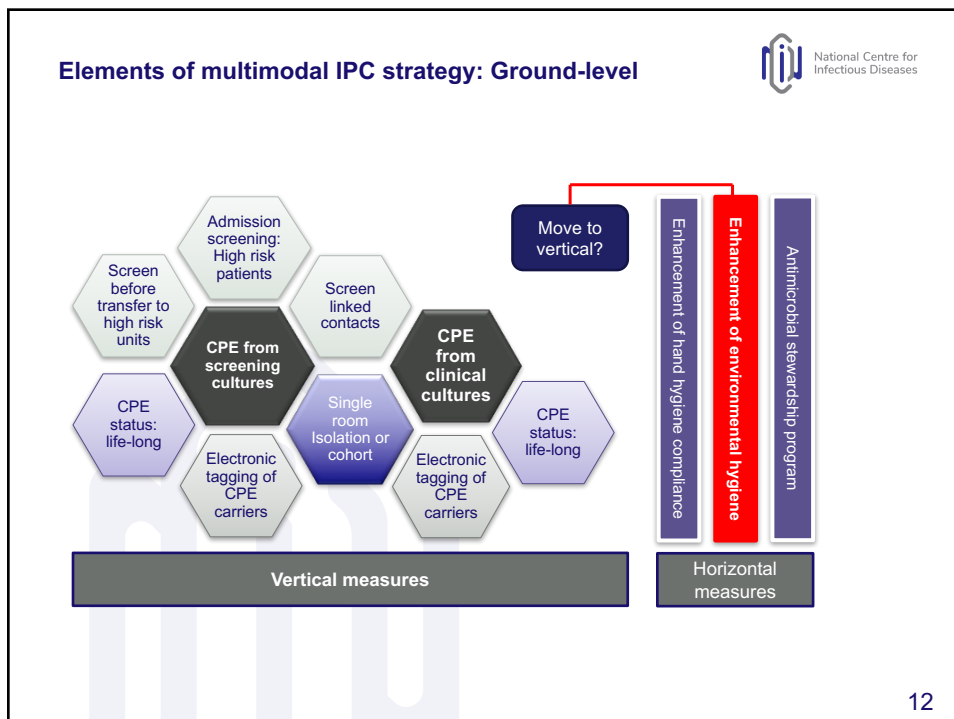 Elements of multimodal IPC strategy: Ground-level
National Centre for
Infectious Diseases
Admission
screening:
High risk
patients
Screen
before
transfer to
high risk
units
Screen
linked
contacts
CPE from
screening
cultures
CPE
from
clinical
cultures
CPE
status:
life-long
Single
room
Isolation or
cohort
CPE
status:
life-long
Electronic
tagging of
CPE
carriers
Electronic
tagging of
CPE
carriers
Vertical measures
Move to
vertical?
Enhancement of hand hygiene compliance
Enhancement of environmental hygiene
Antimicrobial stewardship program
Horizontal
measures
12